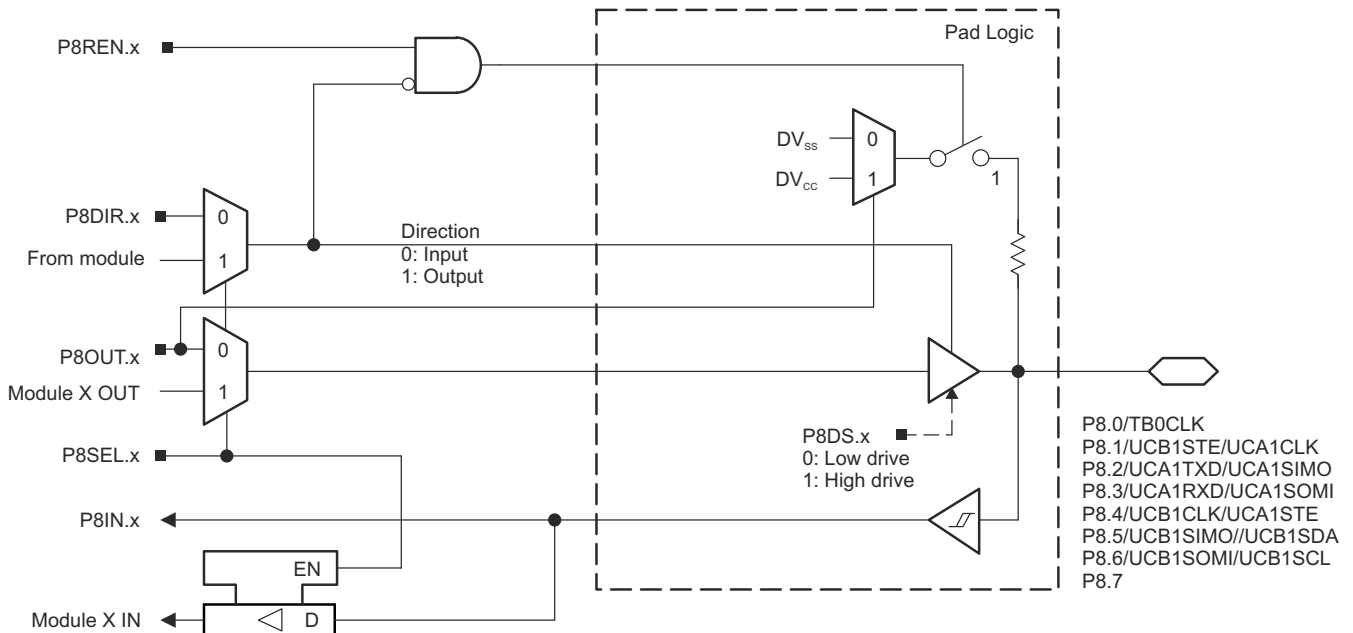 Pad Logic
P8REN.x
DVSS
0
DVCC
1
1
P8DIR.x
0
From module
1
Direction
0: Input
1: Output
P8OUT.x
0
Module X OUT
1
P8DS.x
0: Low drive
1: High drive
P8SEL.x
P8IN.x
EN
Module X IN
D
P8.0/TB0CLK
P8.1/UCB1STE/UCA1CLK
P8.2/UCA1TXD/UCA1SIMO
P8.3/UCA1RXD/UCA1SOMI
P8.4/UCB1CLK/UCA1STE
P8.5/UCB1SIMO//UCB1SDA
P8.6/UCB1SOMI//UCB1SCL
P8.7